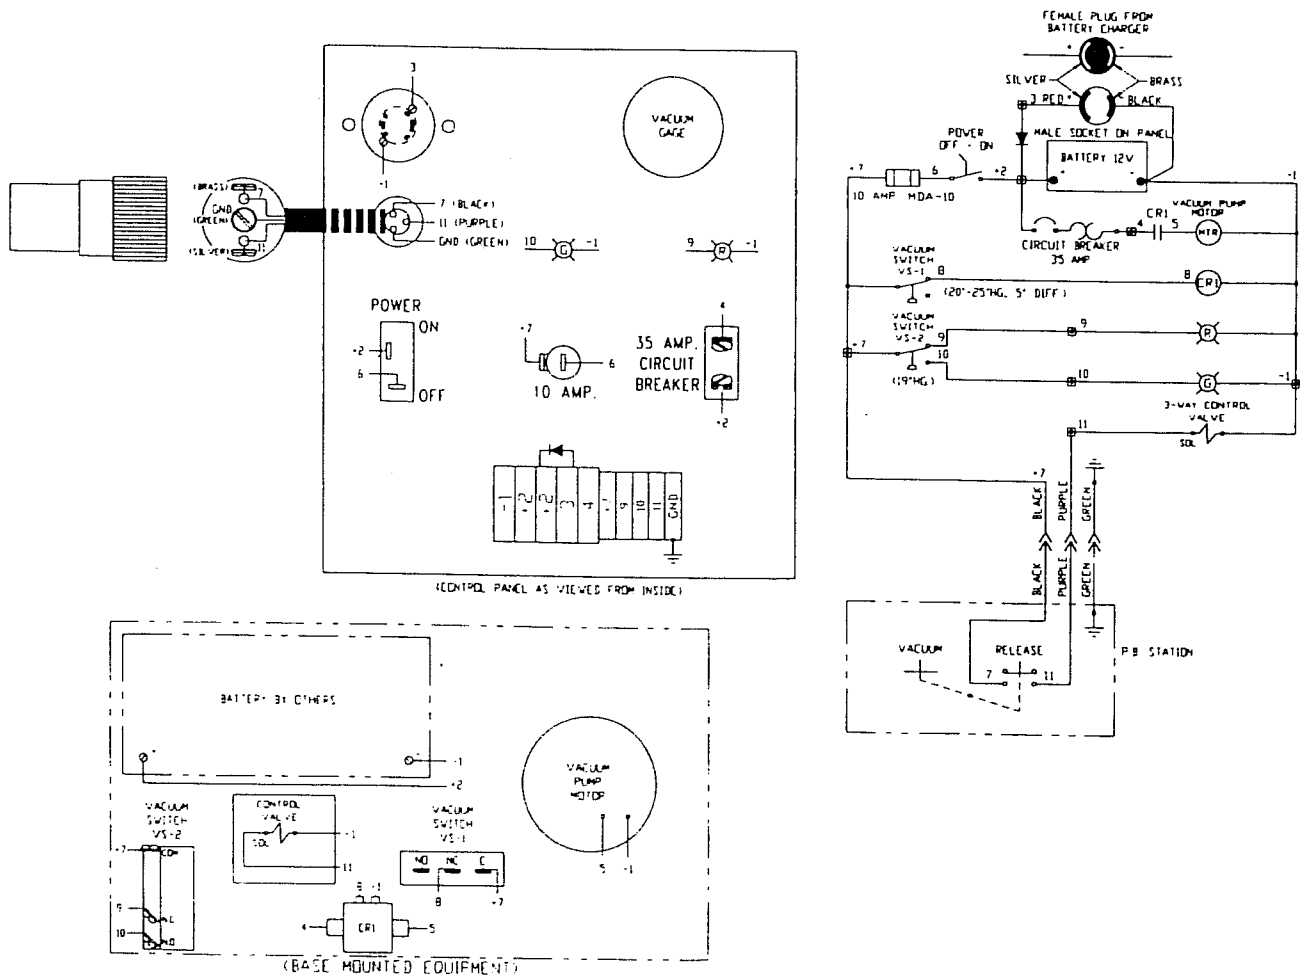 FEMALE PLUG FROM
BATTERY CHARGER
+ -
SILVER BRASS
3 RED + BLACK
MALE SOCKET ON PANEL
BATTERY 12V
POWER
OFF - ON
+7 6 +2 + - -1
10 AMP MDA-10
CIRCUIT BREAKER
35 AMP
4 CR1 5
VACUUM PUMP
MOTOR
MTR
VACUUM
SWITCH
VS-1
8 8 CR1
(20"-25"HG, 5" DIFF.)
VACUUM
SWITCH
VS-2
+7 9 9 R
10 10 G -1
(19"HG)
3-WAY CONTROL
VALVE
11 SOL
+7
BLACK PURPLE GREEN
BLACK PURPLE GREEN
VACUUM RELEASE
7 11
P.B. STATION
3
-1
VACUUM
GAGE
(BRASS) 7
GND
(GREEN)
(SILVER) 11
7 (BLACK)
11 (PURPLE)
GND (GREEN)
10 G -1
9 R -1
POWER
ON
+2
6
OFF
+7
6
10 AMP.
4
35 AMP.
CIRCUIT
BREAKER
+2
-1 +2 +2 3 4 +7 9 10 11 GND
(CONTROL PANEL AS VIEWED FROM INSIDE)
BATTERY BY OTHERS
-1
+2
VACUUM
SWITCH
VS-2
+7 COM
9 NC
10 NO
CONTROL
VALVE
SOL -1
11
VACUUM
SWITCH
VS-1
NO NC C
8 +7
8 -1
4 CR1 5
VACUUM
PUMP
MOTOR
5 -1
(BASE MOUNTED EQUIPMENT)